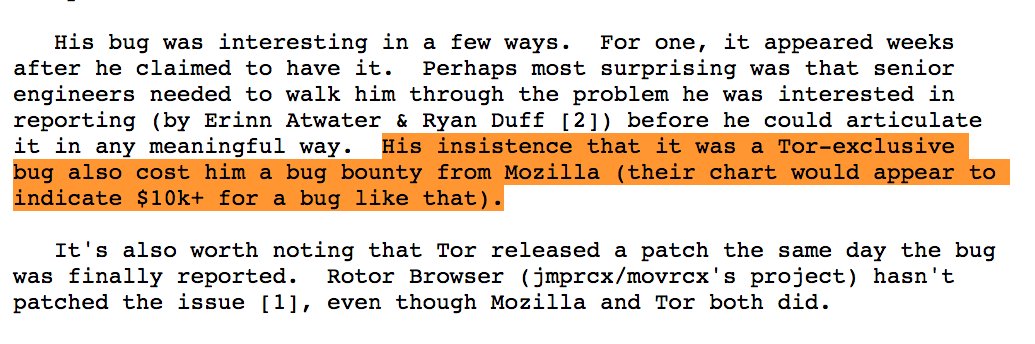 His bug was interesting in a few ways.  For one, it appeared weeks
after he claimed to have it.  Perhaps most surprising was that senior
engineers needed to walk him through the problem he was interested in
reporting (by Erinn Atwater & Ryan Duff [2]) before he could articulate
it in any meaningful way.  His insistence that it was a Tor-exclusive
bug also cost him a bug bounty from Mozilla (their chart would appear to
indicate $10k+ for a bug like that).
It's also worth noting that Tor released a patch the same day the bug
was finally reported.  Rotor Browser (jmprcx/movrcx's project) hasn't
patched the issue [1], even though Mozilla and Tor both did.